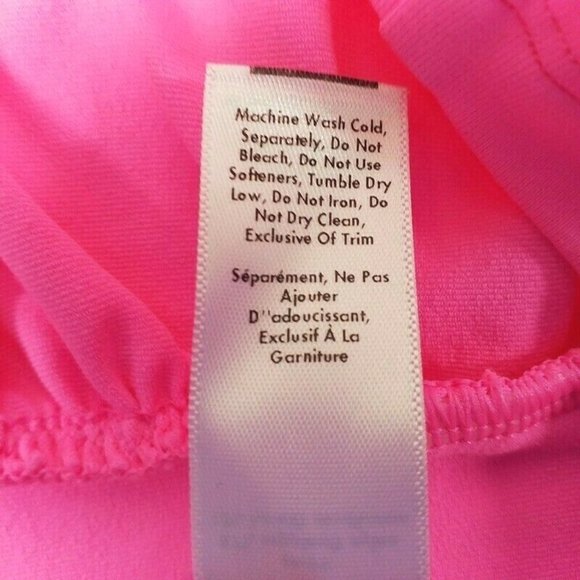 Machine Wash Cold,
Separately, Do Not
Bleach, Do Not Use
Softeners, Tumble Dry
Low, Do Not Iron, Do
Not Dry Clean,
Exclusive Of Trim
Séparément, Ne Pas
Ajouter
D''adoucissant,
Exclusif À La
Garniture